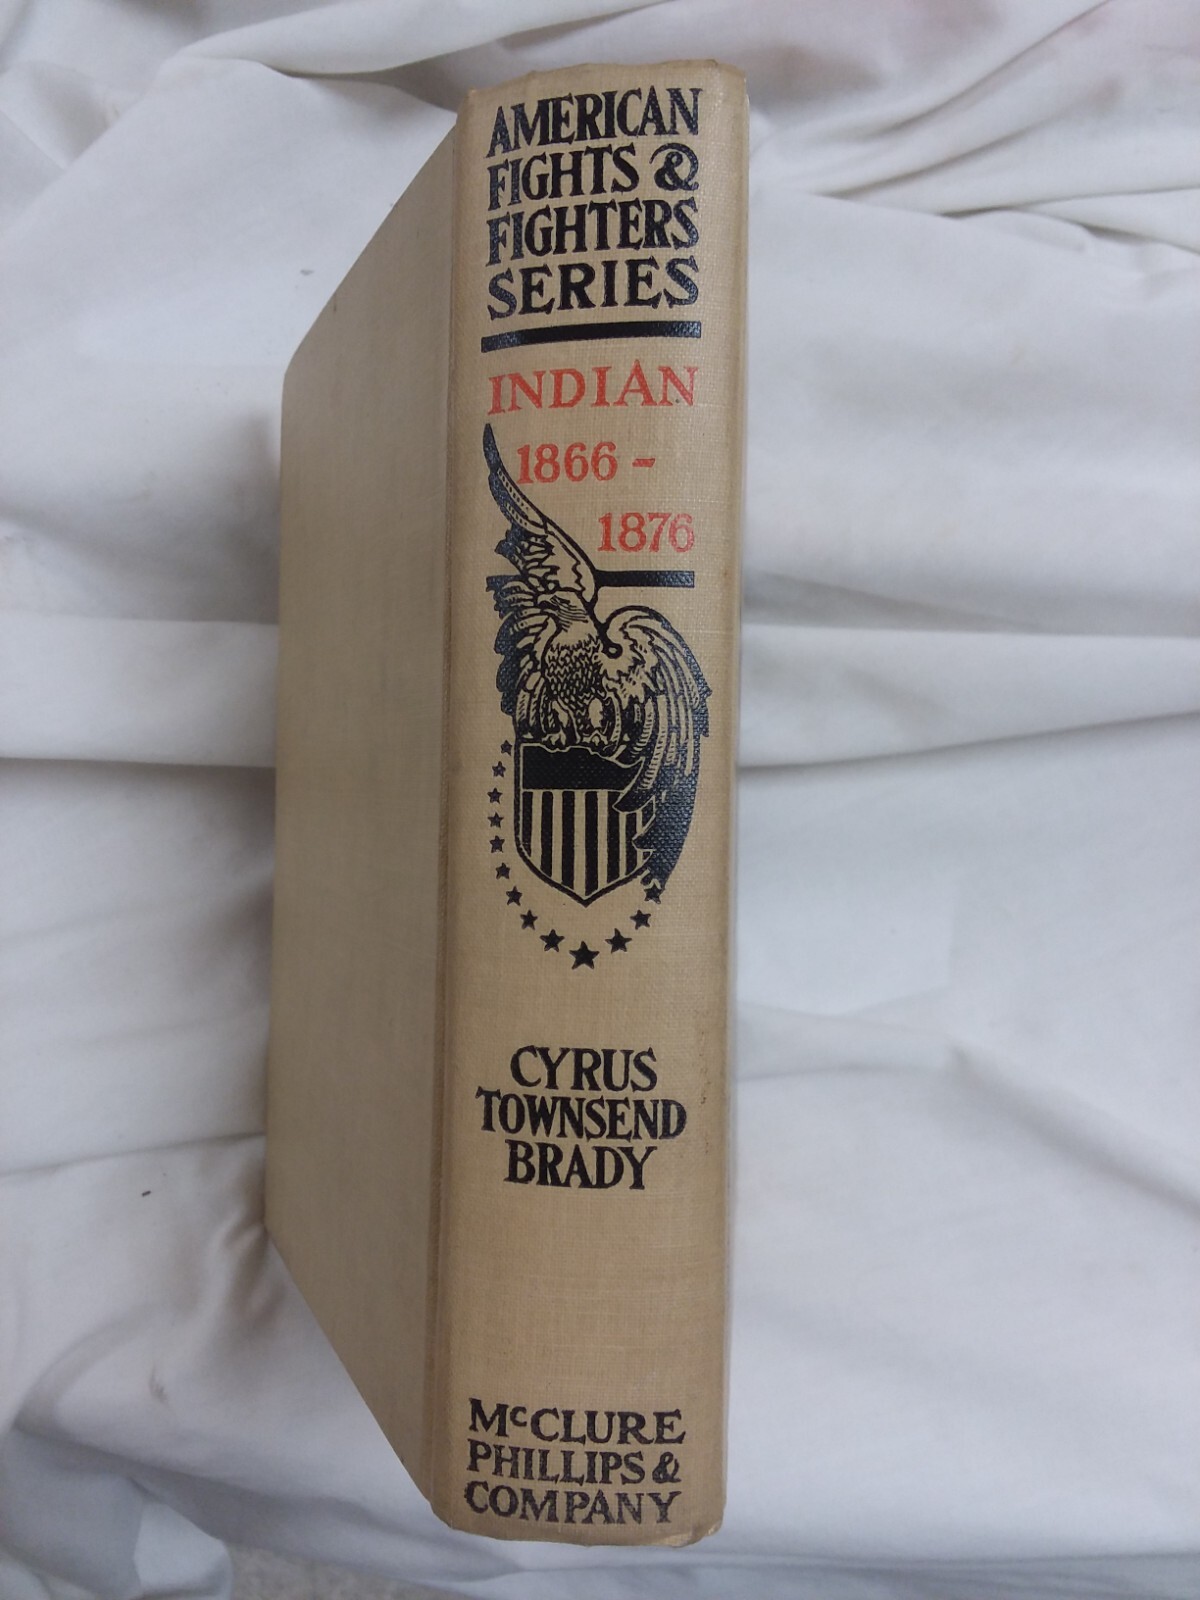 AMERICAN
FIGHTS &
FIGHTERS
SERIES
INDIAN
1866-
1876
CYRUS
TOWNSEND
BRADY
McCLURE
PHILLIPS &
COMPANY